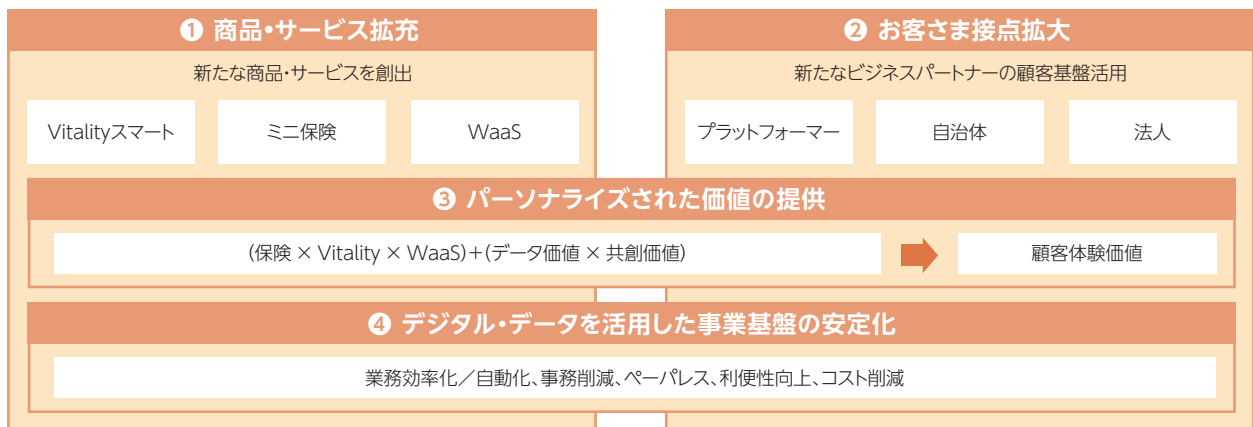 ❶ 商品・サービス拡充
新たな商品・サービスを創出
Vitalityスマート
ミニ保険
WaaS
❷ お客さま接点拡大
新たなビジネスパートナーの顧客基盤活用
プラットフォーマー
自治体
法人
❸ パーソナライズされた価値の提供
(保険 × Vitality × WaaS)＋(データ価値 × 共創価値)
顧客体験価値
❹ デジタル・データを活用した事業基盤の安定化
業務効率化／自動化、事務削減、ペーパレス、利便性向上、コスト削減